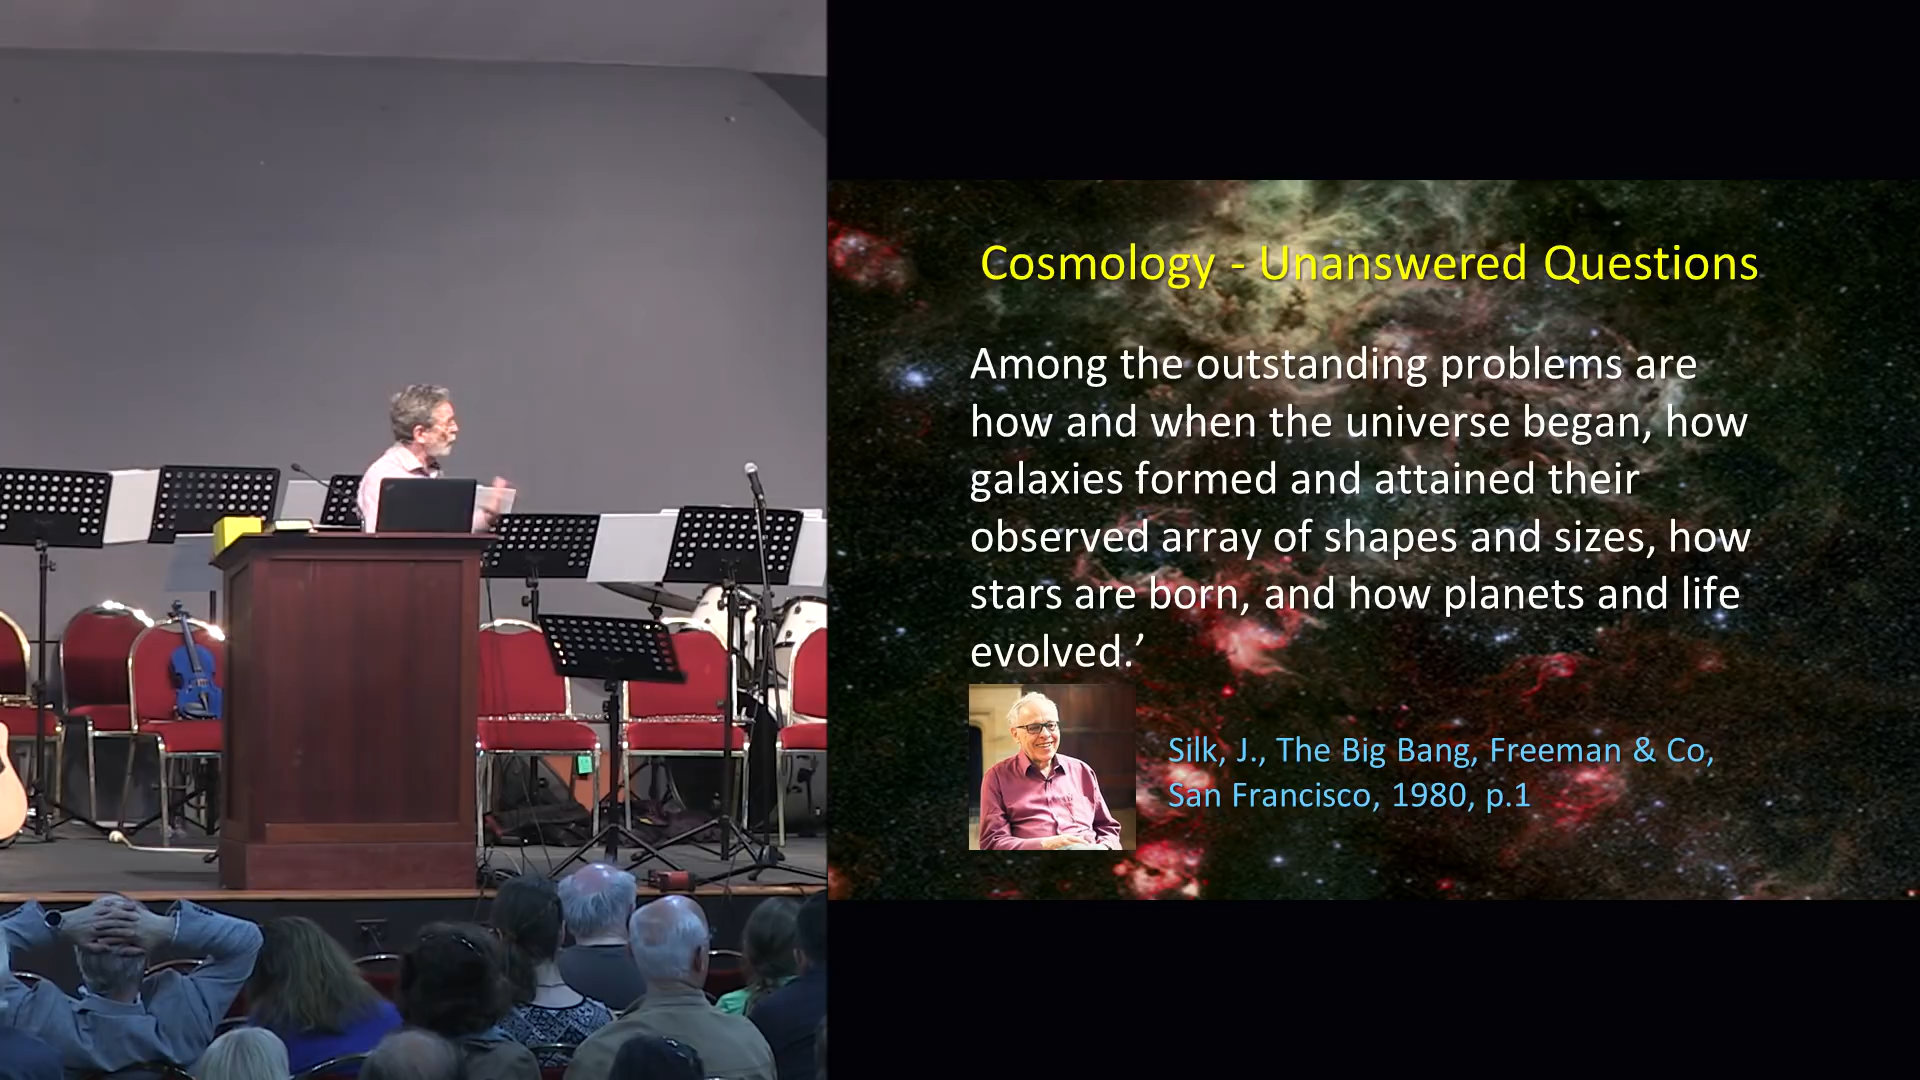 Cosmology - Unanswered Questions
Among the outstanding problems are
how and when the universe began, how
galaxies formed and attained their
observed array of shapes and sizes, how
stars are born, and how planets and life
evolved.’
Silk, J., The Big Bang, Freeman & Co,
San Francisco, 1980, p.1